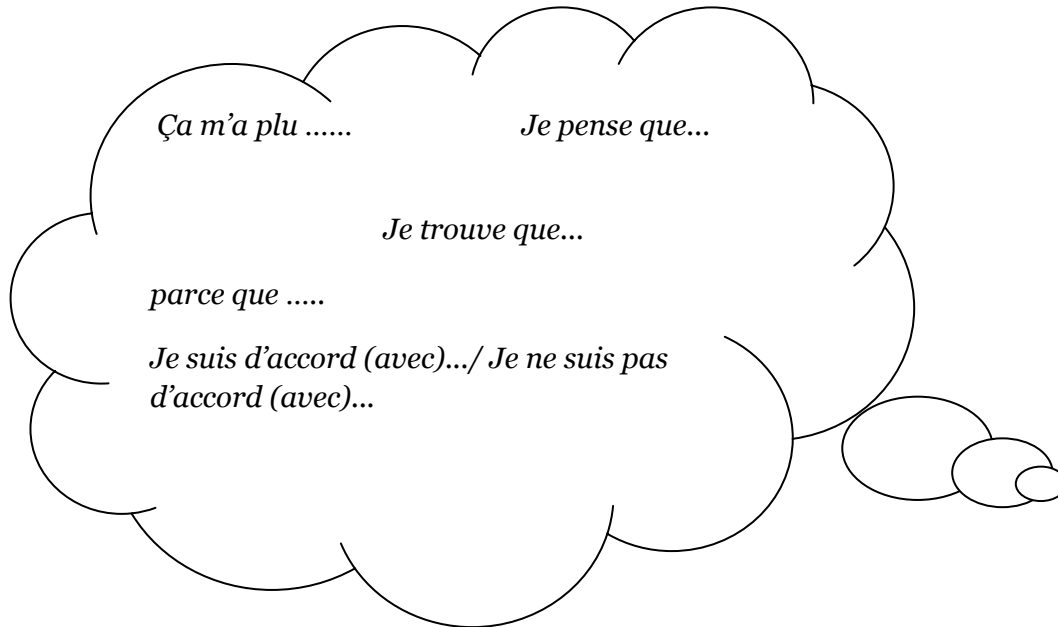 Ça m'a plu ...... Je pense que...
Je trouve que...
parce que .....
Je suis d'accord (avec).../ Je ne suis pas
d'accord (avec)...